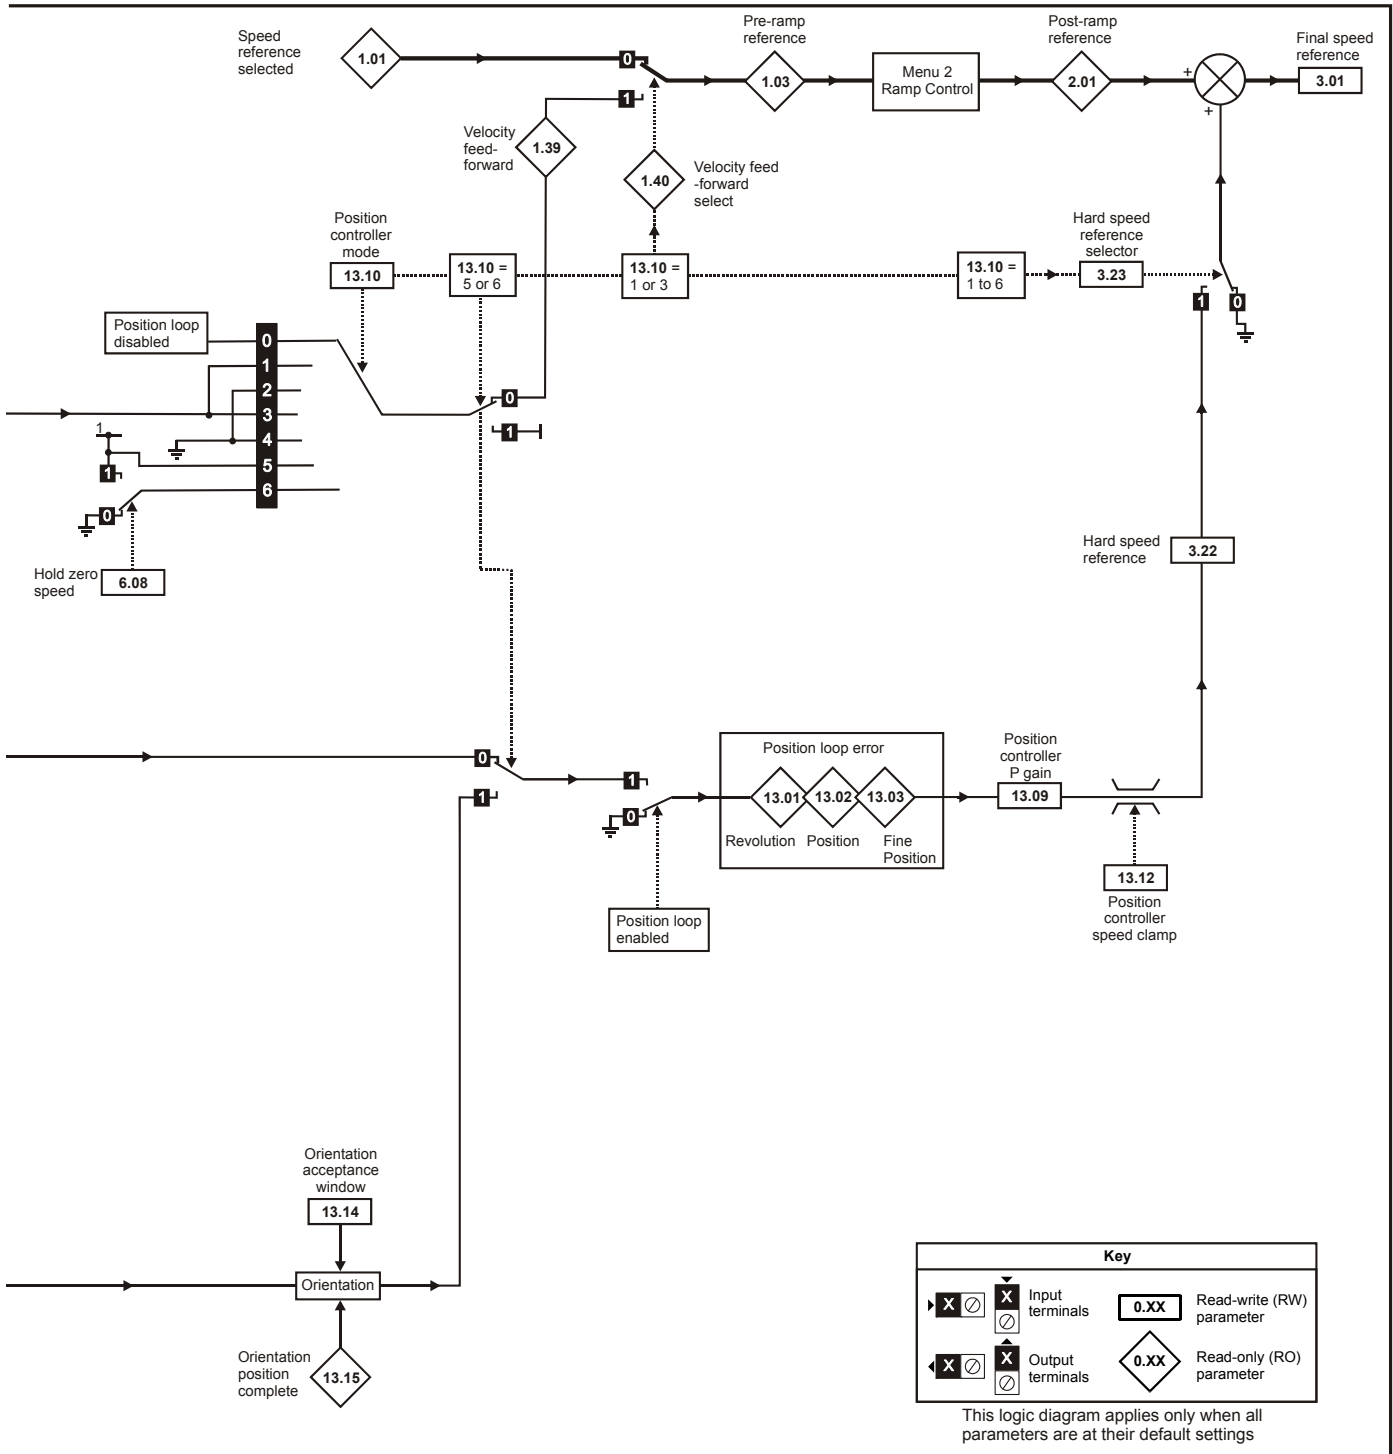 Speed
reference
selected
1.01
0
1
Pre-ramp
reference
1.03
Menu 2
Ramp Control
Post-ramp
reference
2.01
+
+
Final speed
reference
3.01
Velocity
feed-
forward
1.39
1.40
Velocity feed
-forward
select
Position
controller
mode
13.10
13.10 =
5 or 6
13.10 =
1 or 3
13.10 =
1 to 6
Hard speed
reference
selector
3.23
1
0
Position loop
disabled
0
1
2
3
4
5
6
1
1
0
0
1
Hold zero
speed
6.08
Hard speed
reference
3.22
0
1
1
0
Position loop
enabled
Position loop error
13.01
13.02
13.03
Revolution
Position
Fine
Position
Position
controller
P gain
13.09
13.12
Position
controller
speed clamp
Orientation
acceptance
window
13.14
Orientation
Orientation
position
complete
13.15
Key
X
X
Input
terminals
0.XX
Read-write (RW)
parameter
X
X
Output
terminals
0.XX
Read-only (RO)
parameter
This logic diagram applies only when all
parameters are at their default settings